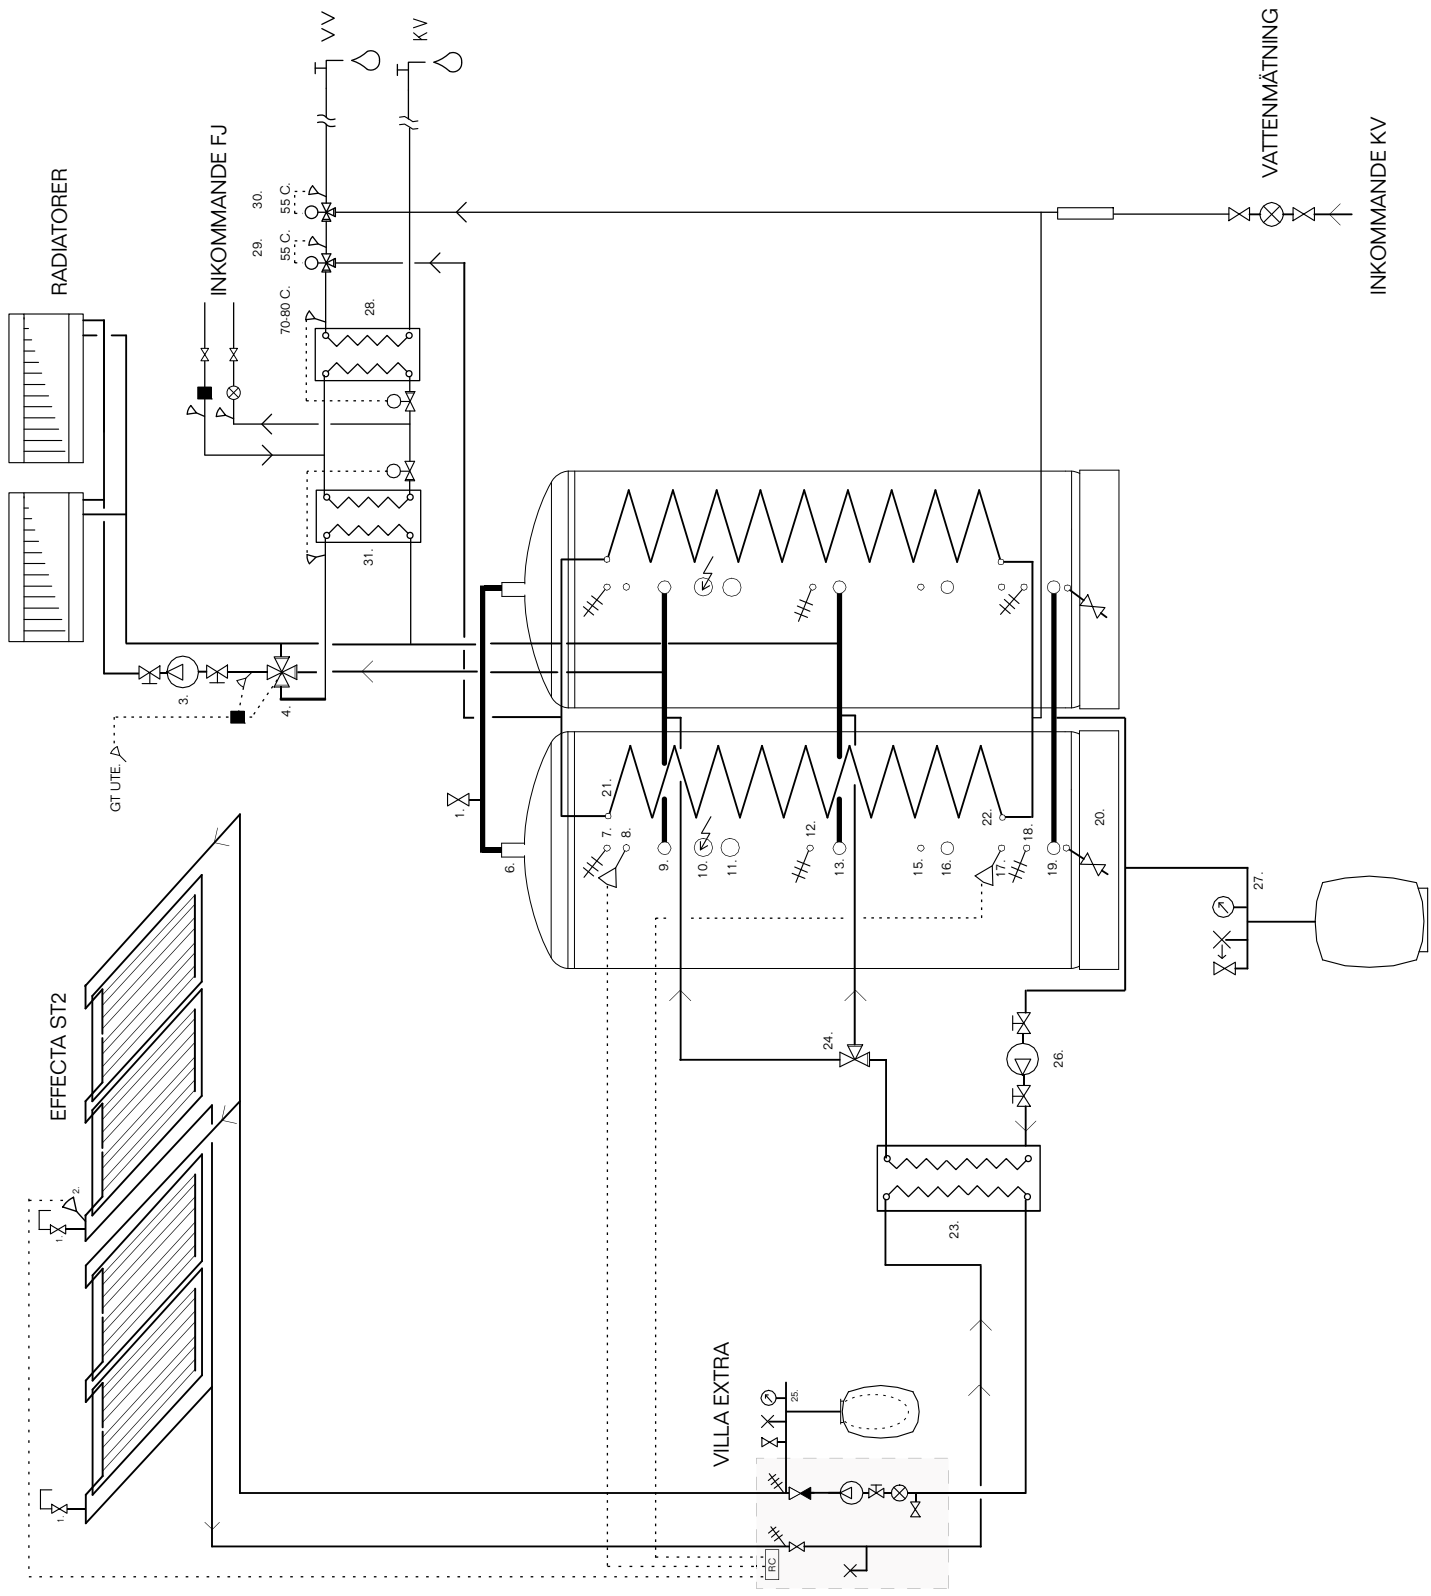 RADIATORER
INKOMMANDE FJ
VV
KV
VATTENMÄTNING
INKOMMANDE KV
EFFECTA ST2
VILLA EXTRA
GT UTE.
70-80 C.
55 C.
55 C.
RC
1.
1.
1.
2.
3.
4.
6.
7.
8.
9.
10.
11.
12.
13.
15.
16.
17.
18.
19.
20.
21.
22.
23.
24.
25.
26.
27.
28.
29.
30.
31.